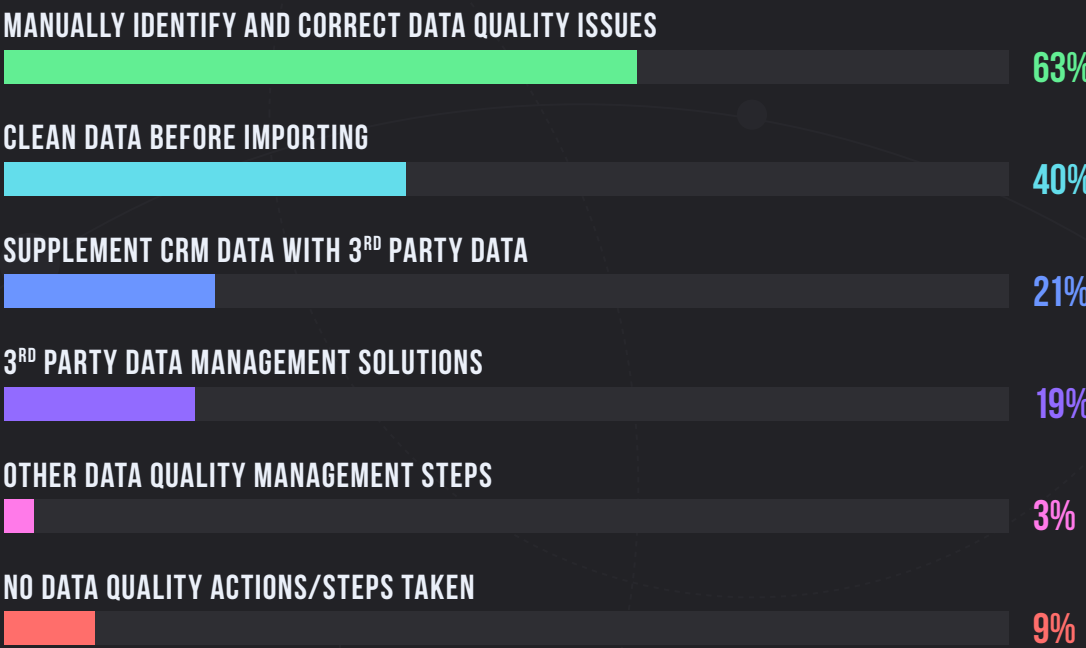 MANUALLY IDENTIFY AND CORRECT DATA QUALITY ISSUES
63%
CLEAN DATA BEFORE IMPORTING
40%
SUPPLEMENT CRM DATA WITH 3RD PARTY DATA
21%
3RD PARTY DATA MANAGEMENT SOLUTIONS
19%
OTHER DATA QUALITY MANAGEMENT STEPS
3%
NO DATA QUALITY ACTIONS/STEPS TAKEN
9%